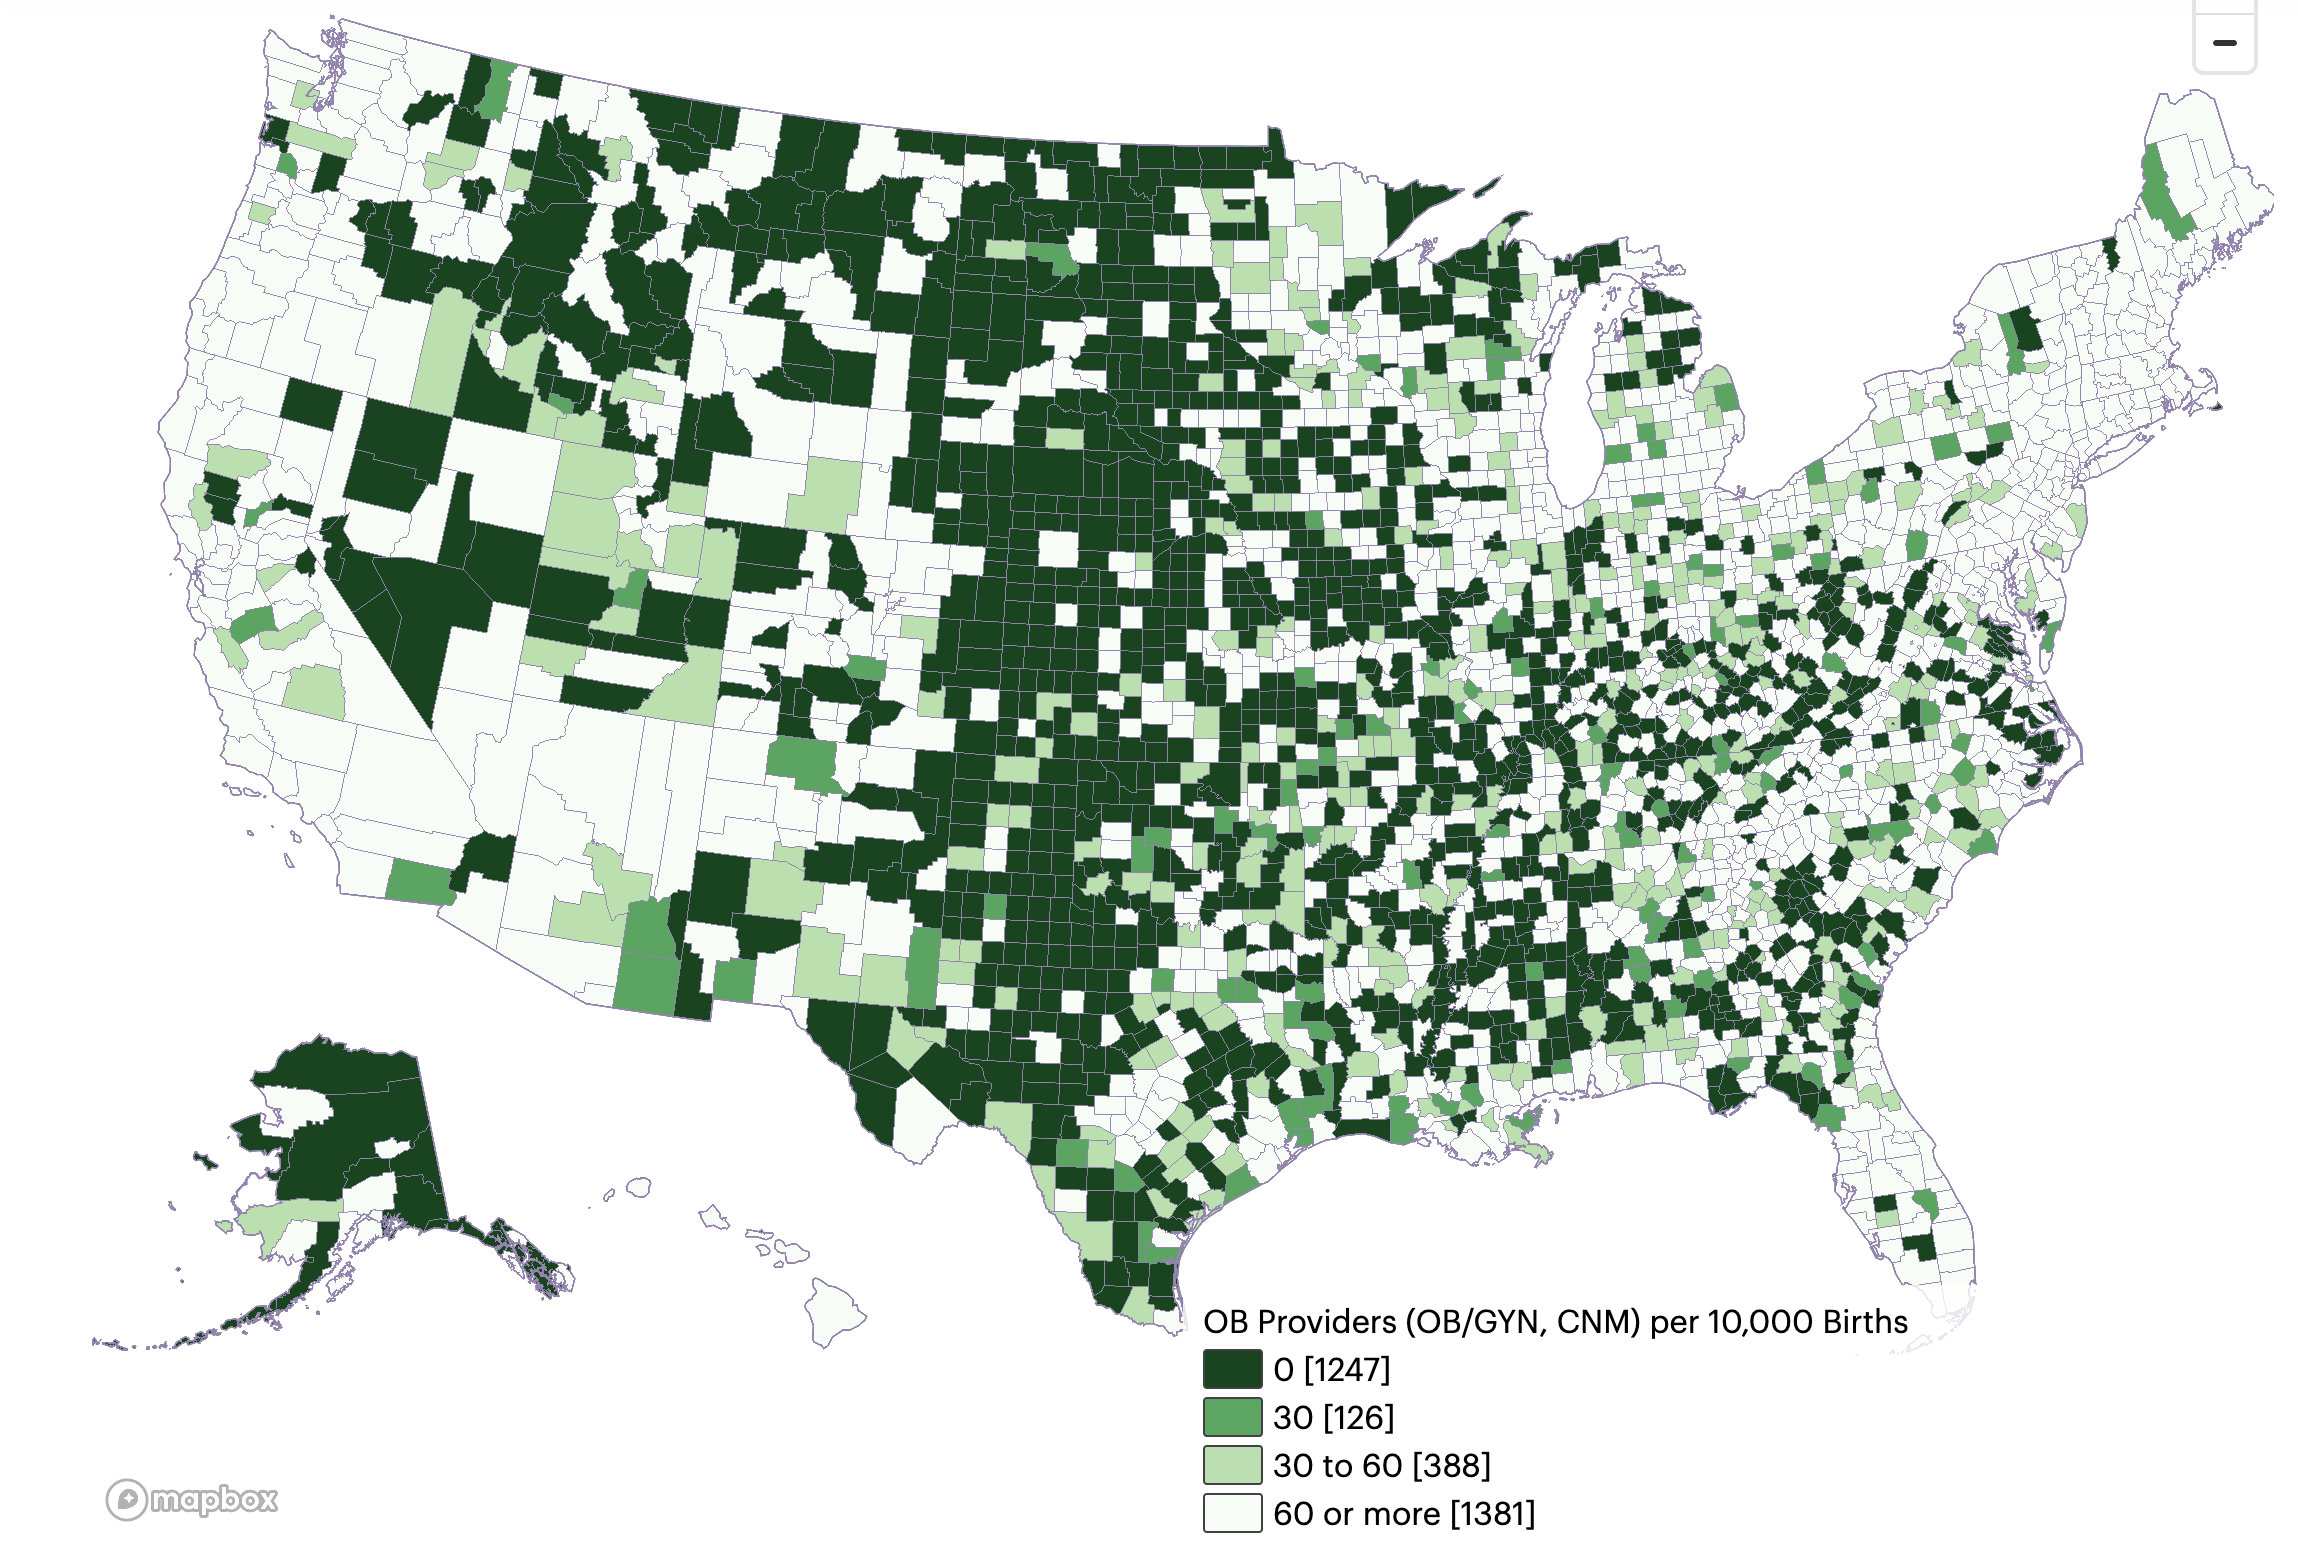 OB Providers (OB/GYN, CNM) per 10,000 Births
0 [1247]
30 [126]
30 to 60 [388]
60 or more [1381]
mapbox